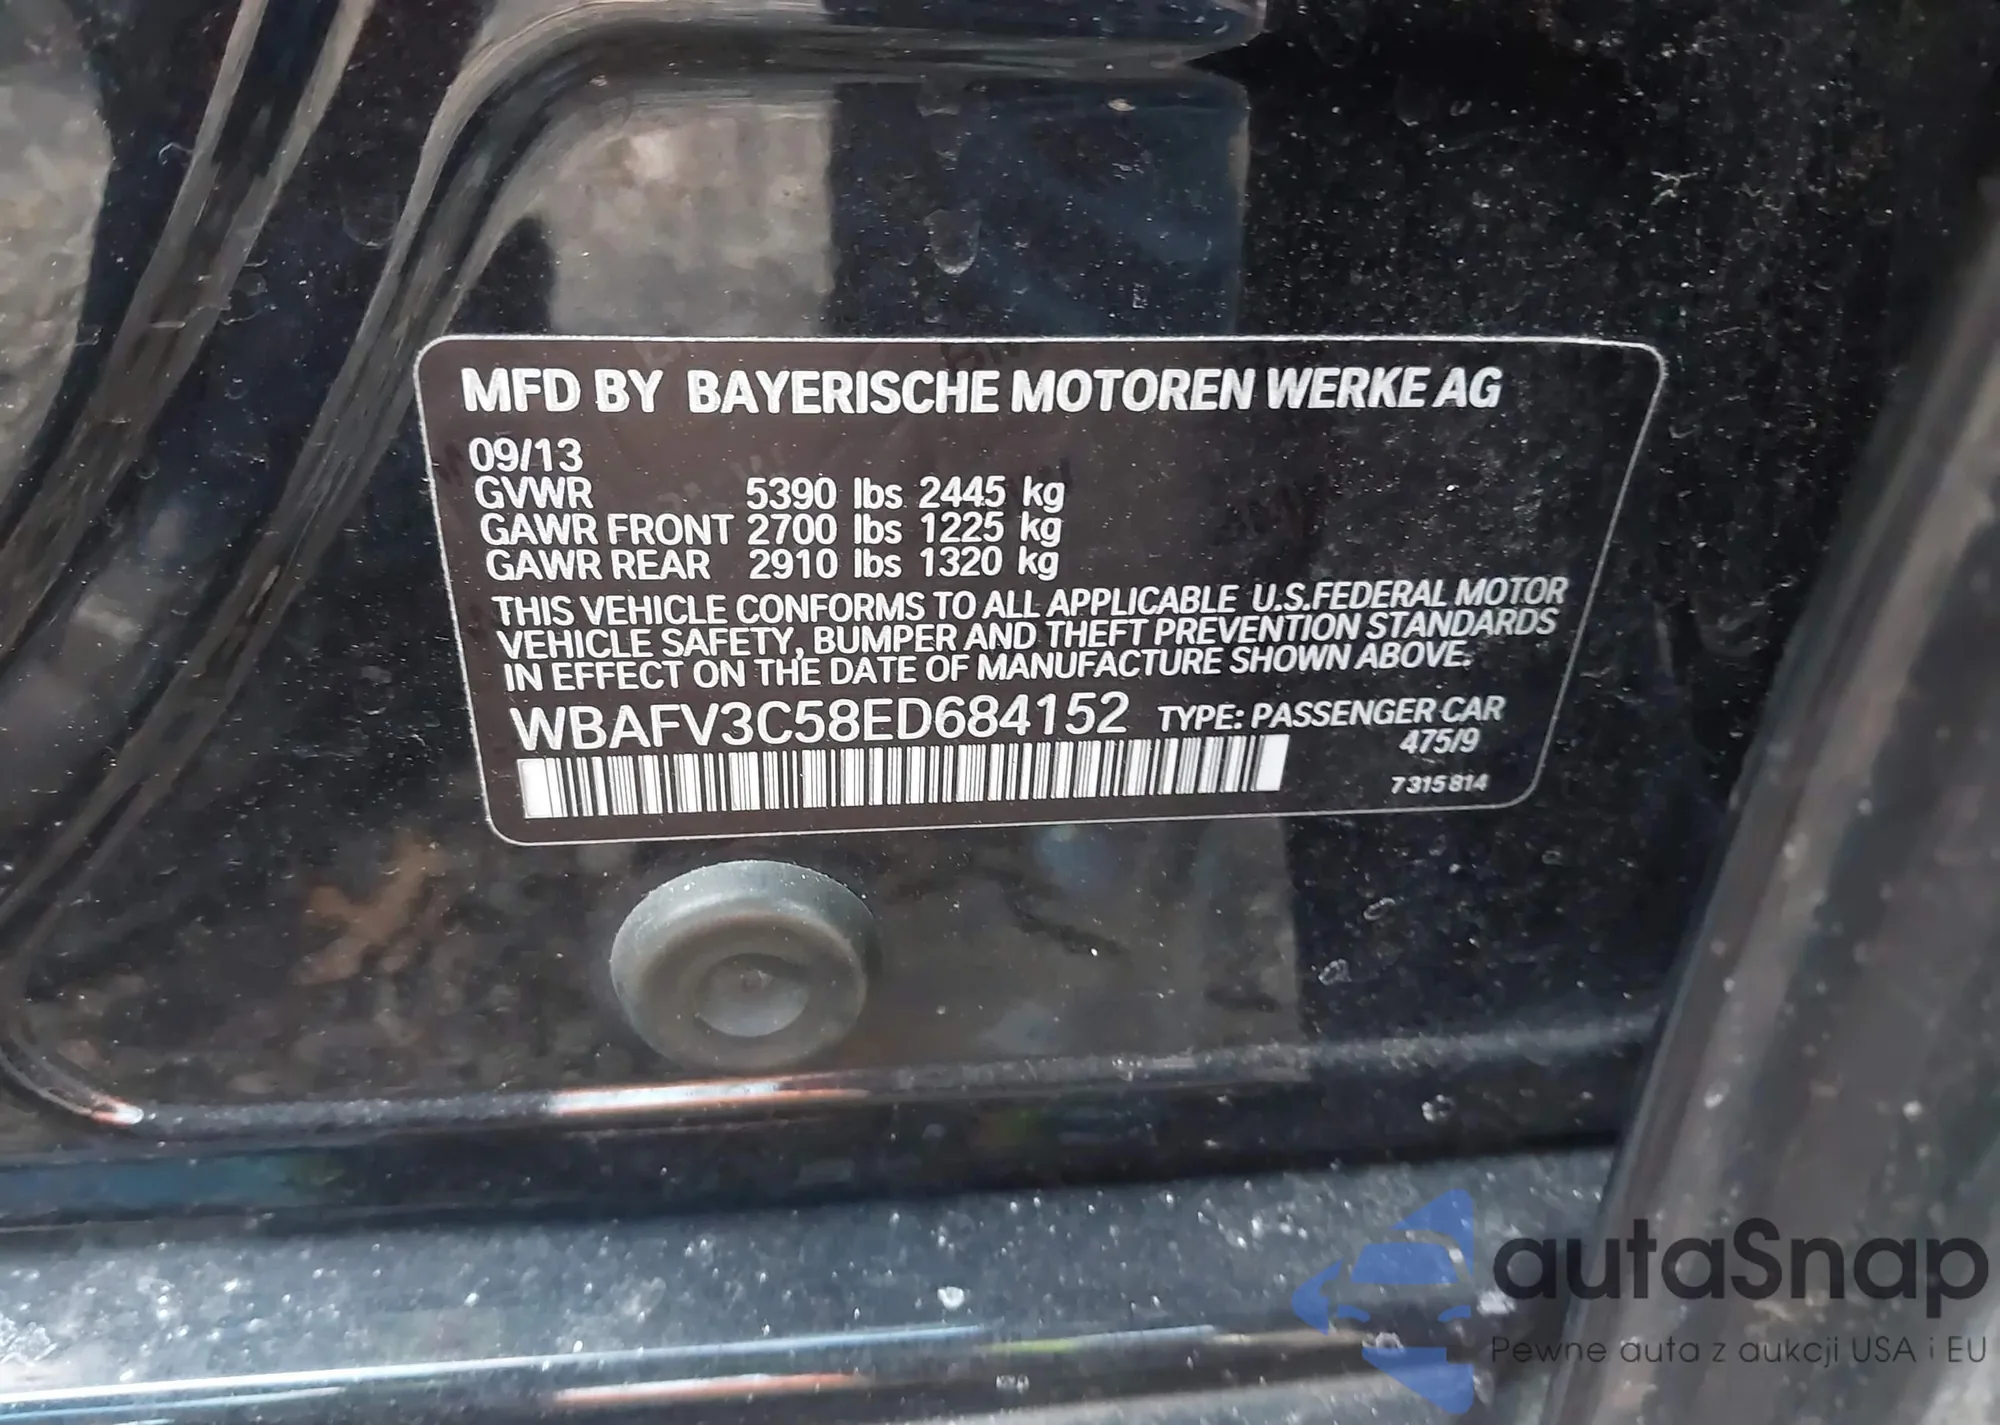 MFD BY BAYERISCHE MOTOREN WERKE AG
09/13
GVWR 5390 lbs 2445 kg
GAWR FRONT 2700 lbs 1225 kg
GAWR REAR 2910 lbs 1320 kg
THIS VEHICLE CONFORMS TO ALL APPLICABLE U.S.FEDERAL MOTOR
VEHICLE SAFETY, BUMPER AND THEFT PREVENTION STANDARDS
IN EFFECT ON THE DATE OF MANUFACTURE SHOWN ABOVE.
WBAFV3C58ED684152 TYPE: PASSENGER CAR
475/9
7315814
autaSnap
Pewne auta z aukcji USA i EU